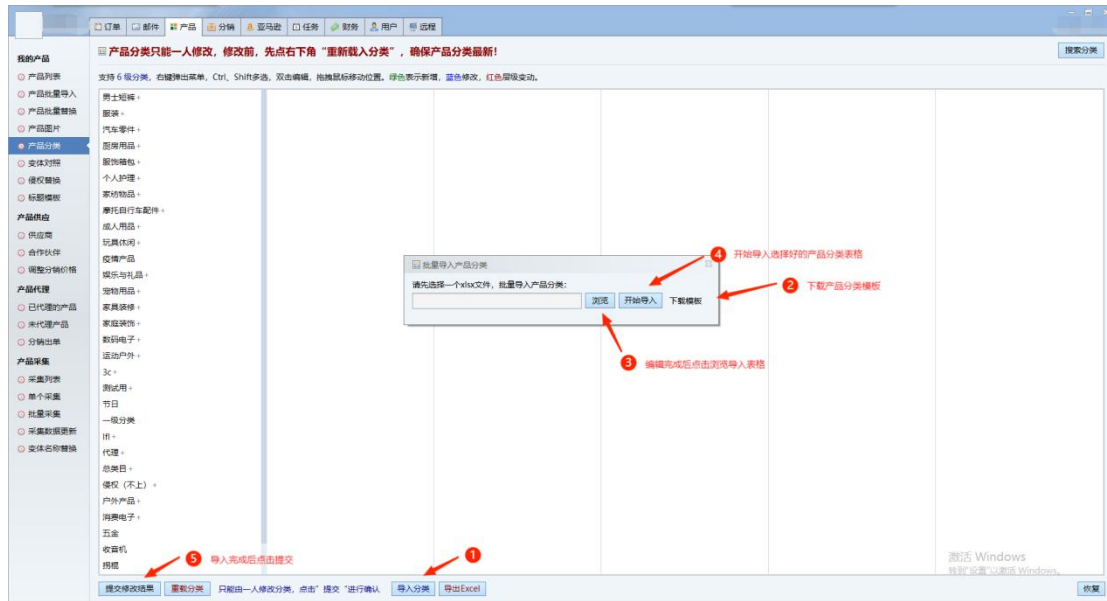 订单 邮件 产品 分销 亚马逊 任务 财务 用户 远程
产品分类只能一人修改，修改前，先点右下角“重新载入分类”，确保产品分类最新！
搜索分类
支持 6 级分类，右键弹出菜单，Ctrl，Shift多选，双击编辑，拖拽鼠标移动位置。绿色表示新增，蓝色修改，红色层级变动。
我的产品
产品列表
产品批量导入
产品批量替换
产品图片
产品分类
变体对照
侵权替换
标题模板
产品供应
供应商
合作伙伴
调整分销价格
产品代理
已代理的产品
未代理产品
分销出单
产品采集
采集列表
单个采集
批量采集
采集数据更新
变体名称替换
男士短裤 +
服装 +
汽车零件 +
厨房用品 +
服饰箱包 +
个人护理 +
家纺物品 +
摩托自行车配件 +
成人用品 +
玩具休闲 +
疫情产品
娱乐与礼品 +
宠物用品 +
家具装修 +
家庭装饰 +
数码电子 +
运动户外 +
3c +
测试用 +
节日
一级分类
lfl +
代理 +
总类目 +
侵权（不上） +
户外产品 +
消费电子 +
五金
收音机
拐棍
批量导入产品分类
请先选择一个xlsx文件，批量导入产品分类：
浏览 开始导入 下载模板
4 开始导入选择好的产品分类表格
2 下载产品分类模板
3 编辑完成后点击浏览导入表格
5 导入完成后点击提交
1
激活 Windows
转到"设置"以激活 Windows。
提交修改结果 重载分类 只能由一人修改分类，点击“提交“进行确认 导入分类 导出Excel 恢复